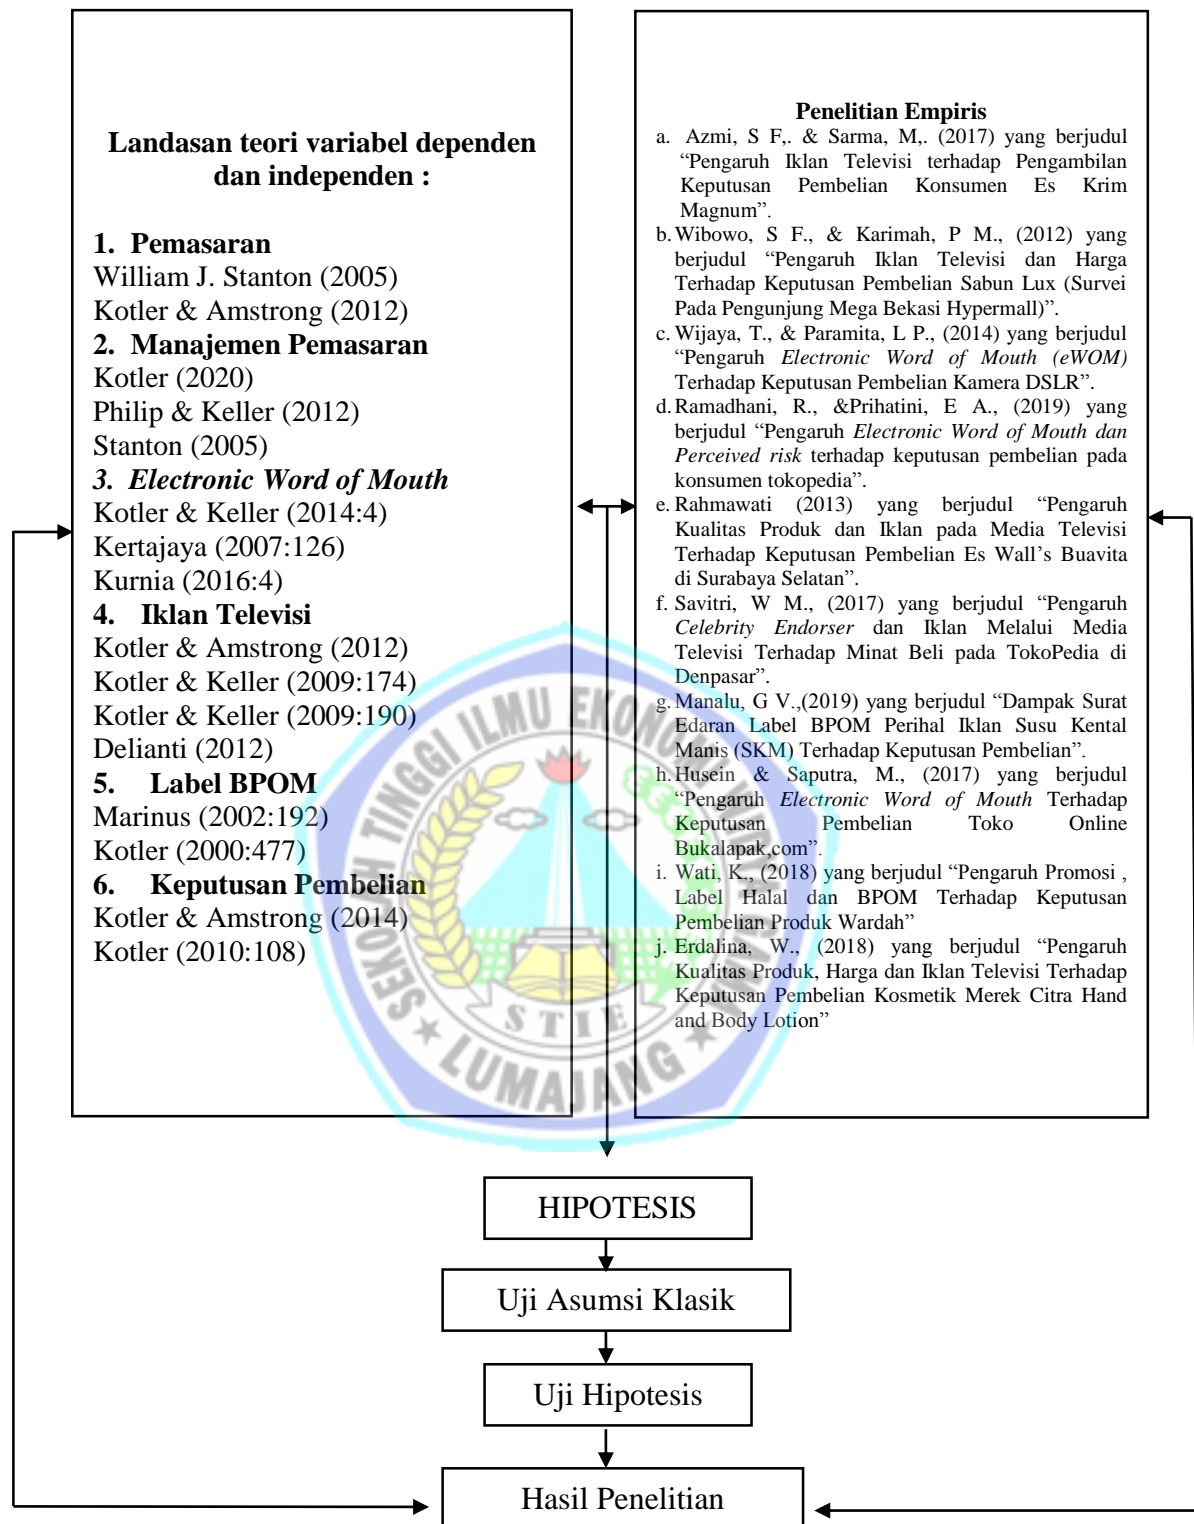 Landasan teori variabel dependen
dan independen :
1. Pemasaran
William J. Stanton (2005)
Kotler & Amstrong (2012)
2. Manajemen Pemasaran
Kotler (2020)
Philip & Keller (2012)
Stanton (2005)
3. Electronic Word of Mouth
Kotler & Keller (2014:4)
Kertajaya (2007:126)
Kurnia (2016:4)
4. Iklan Televisi
Kotler & Amstrong (2012)
Kotler & Keller (2009:174)
Kotler & Keller (2009:190)
Delianti (2012)
5. Label BPOM
Marinus (2002:192)
Kotler (2000:477)
6. Keputusan Pembelian
Kotler & Amstrong (2014)
Kotler (2010:108)
Penelitian Empiris
a. Azmi, S F,. & Sarma, M,. (2017) yang berjudul
“Pengaruh Iklan Televisi terhadap Pengambilan
Keputusan Pembelian Konsumen Es Krim
Magnum”.
b. Wibowo, S F., & Karimah, P M., (2012) yang
berjudul “Pengaruh Iklan Televisi dan Harga
Terhadap Keputusan Pembelian Sabun Lux (Survei
Pada Pengunjung Mega Bekasi Hypermall)”.
c. Wijaya, T., & Paramita, L P., (2014) yang berjudul
“Pengaruh Electronic Word of Mouth (eWOM)
Terhadap Keputusan Pembelian Kamera DSLR”.
d. Ramadhani, R., &Prihatini, E A., (2019) yang
berjudul “Pengaruh Electronic Word of Mouth dan
Perceived risk terhadap keputusan pembelian pada
konsumen tokopedia”.
e. Rahmawati (2013) yang berjudul “Pengaruh
Kualitas Produk dan Iklan pada Media Televisi
Terhadap Keputusan Pembelian Es Wall’s Buavita
di Surabaya Selatan”.
f. Savitri, W M., (2017) yang berjudul “Pengaruh
Celebrity Endorser dan Iklan Melalui Media
Televisi Terhadap Minat Beli pada TokoPedia di
Denpasar”.
g. Manalu, G V.,(2019) yang berjudul “Dampak Surat
Edaran Label BPOM Perihal Iklan Susu Kental
Manis (SKM) Terhadap Keputusan Pembelian”.
h. Husein & Saputra, M., (2017) yang berjudul
“Pengaruh Electronic Word of Mouth Terhadap
Keputusan Pembelian Toko Online
Bukalapak,com”.
i. Wati, K., (2018) yang berjudul “Pengaruh Promosi ,
Label Halal dan BPOM Terhadap Keputusan
Pembelian Produk Wardah”
j. Erdalina, W., (2018) yang berjudul “Pengaruh
Kualitas Produk, Harga dan Iklan Televisi Terhadap
Keputusan Pembelian Kosmetik Merek Citra Hand
and Body Lotion”
SEKOLAH TINGGI ILMU EKONOMI WIDYA GAMA
STIE
LUMAJANG
HIPOTESIS
Uji Asumsi Klasik
Uji Hipotesis
Hasil Penelitian